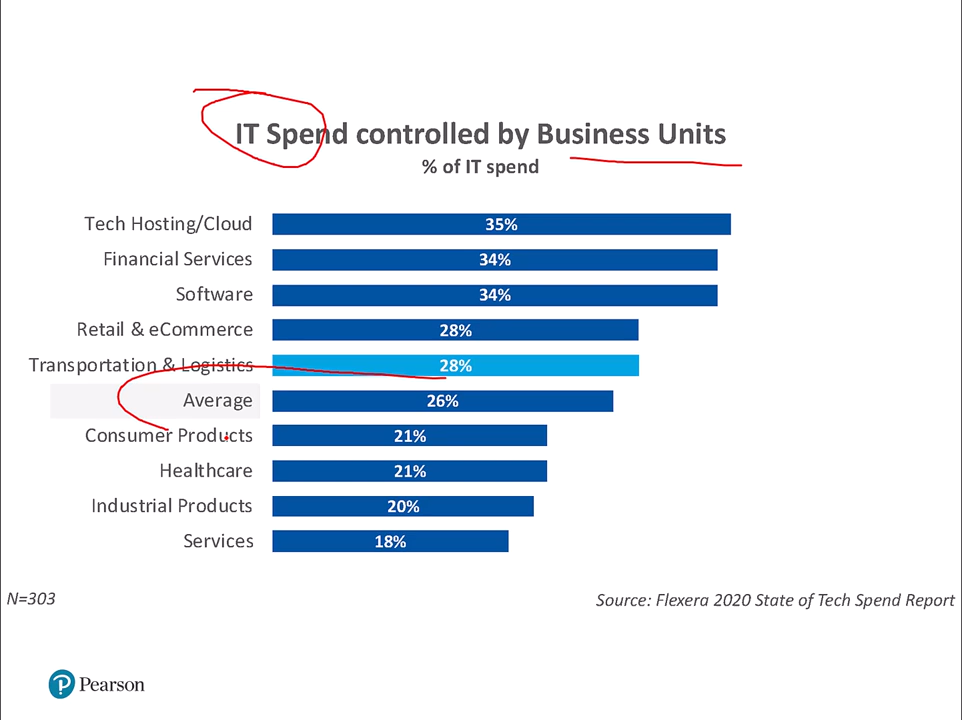 IT Spend controlled by Business Units
% of IT spend
Tech Hosting/Cloud 35%
Financial Services 34%
Software 34%
Retail & eCommerce 28%
Transportation & Logistics 28%
Average 26%
Consumer Products 21%
Healthcare 21%
Industrial Products 20%
Services 18%
N=303 Source: Flexera 2020 State of Tech Spend Report
P Pearson